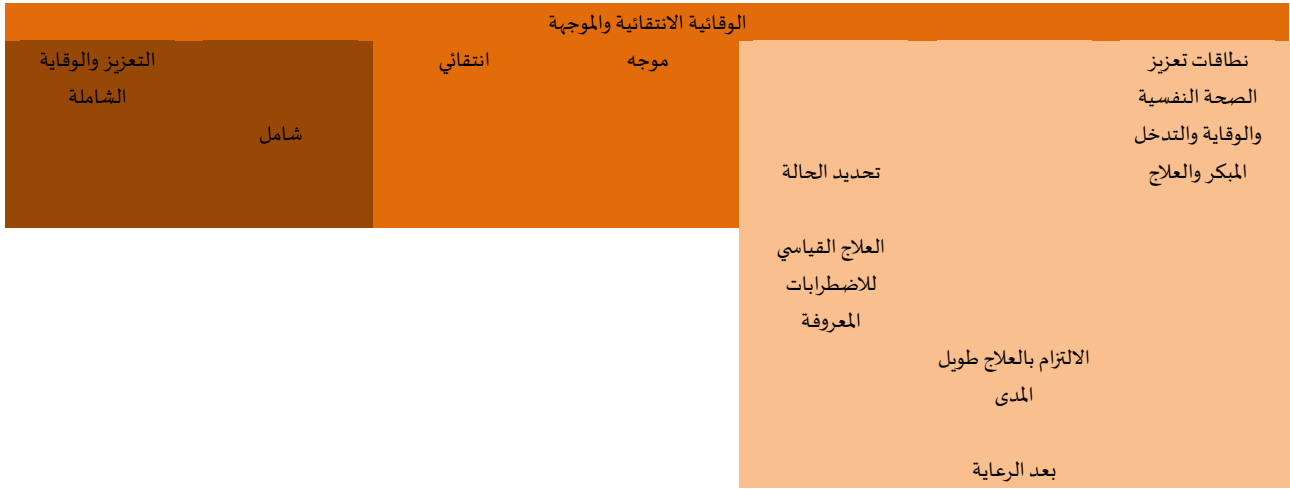 الوقائية الانتقائية والموجهة
نطاقات تعزيز
الصحة النفسية
والوقاية والتدخل
المبكر والعلاج
تحديد الحالة
العلاج القياسي
للاضطرابات
المعروفة
الالتزام بالعلاج طويل
المدى
بعد الرعاية
موجه
انتقائي
شامل
التعزيز والوقاية
الشاملة